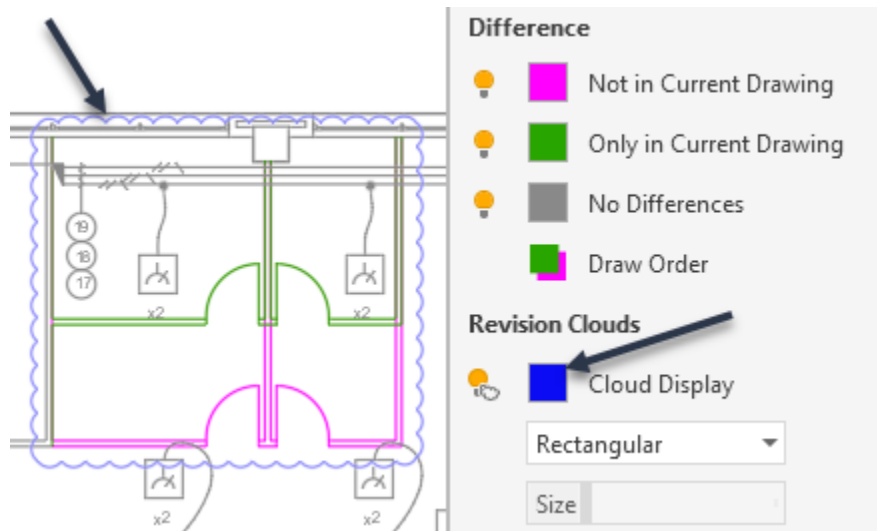 19
18
17
x2
x2
x2
x2
Difference
Not in Current Drawing
Only in Current Drawing
No Differences
Draw Order
Revision Clouds
Cloud Display
Rectangular
Size